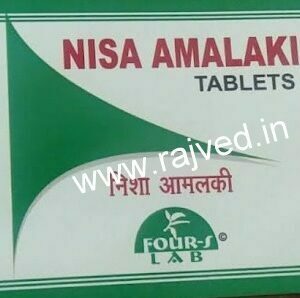 NISA AMALAKI
TABLETS
www.rajved.in
निशा आमलकी
FOUR-S ©
LAB